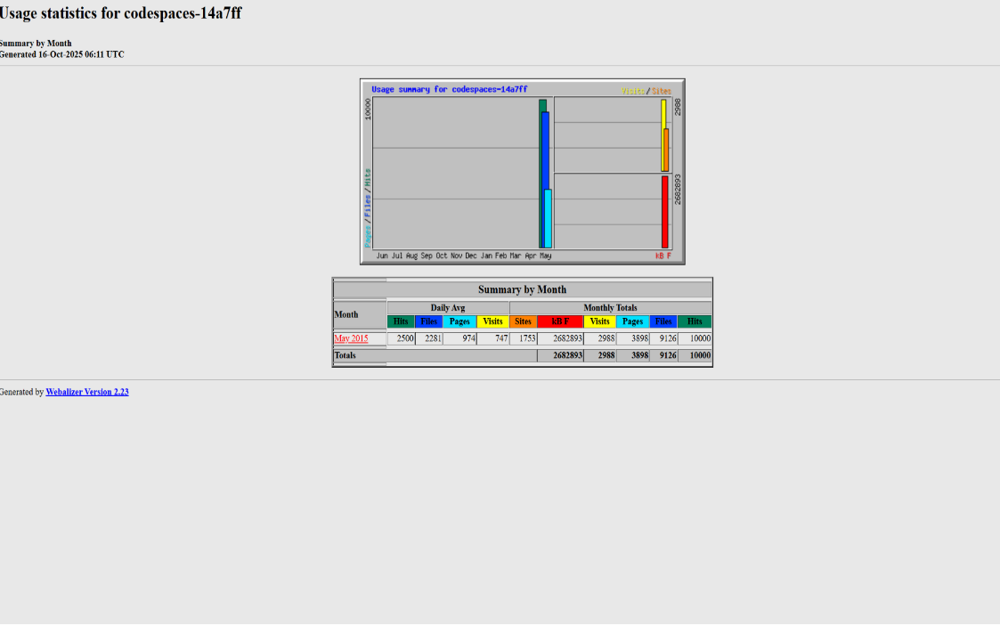 Usage statistics for codespaces-14a7ff
Summary by Month
Generated 16-Oct-2025 06:11 UTC
Usage summary for codespaces-14a7ff
Visits/Sites
10000
2988
Pages/Files/Hits
2682893
Jun Jul Aug Sep Oct Nov Dec Jan Feb Mar Apr May
kB F
Summary by Month
Month
Daily Avg
Monthly Totals
Hits Files Pages Visits Sites kB F Visits Pages Files Hits
May 2015 2500 2281 974 747 1753 2682893 2988 3898 9126 10000
Totals 2682893 2988 3898 9126 10000
Generated by Webalizer Version 2.23